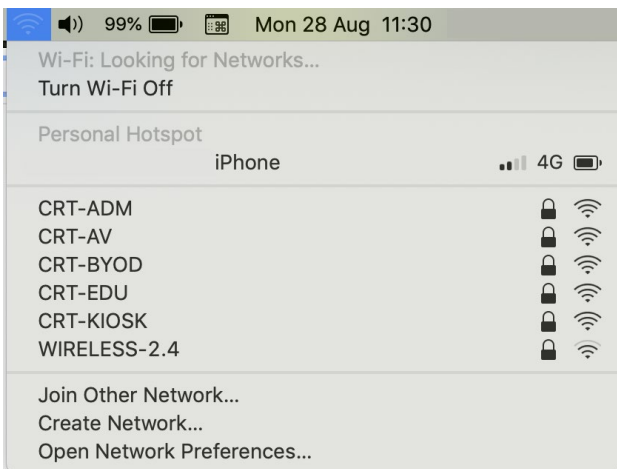 99% Mon 28 Aug 11:30
Wi-Fi: Looking for Networks...
Turn Wi-Fi Off
Personal Hotspot
iPhone 4G
CRT-ADM
CRT-AV
CRT-BYOD
CRT-EDU
CRT-KIOSK
WIRELESS-2.4
Join Other Network...
Create Network...
Open Network Preferences...